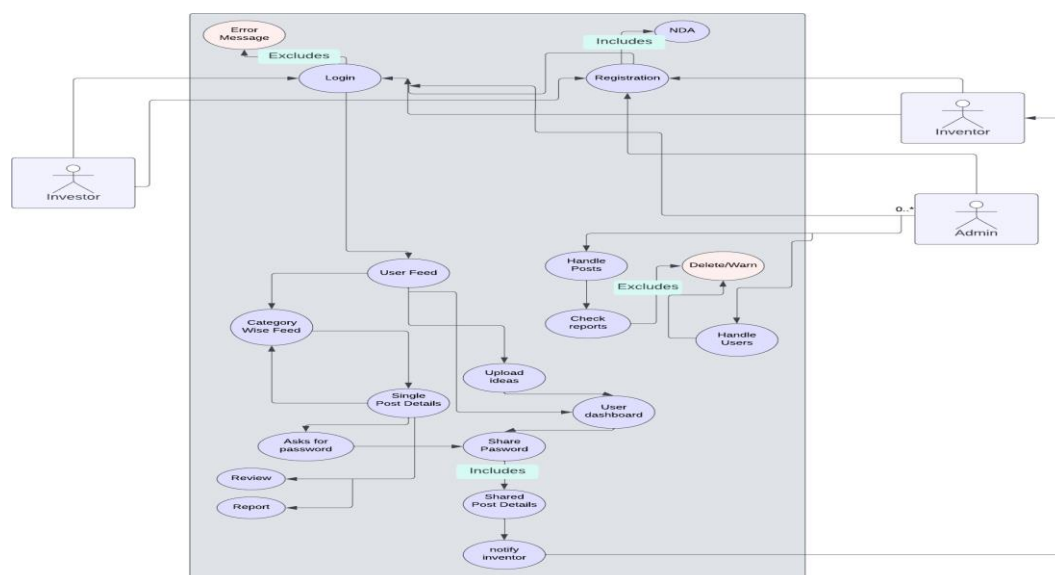 Error
Message
NDA
Includes
Excludes
Login
Registration
Inventor
Investor
0..*
Admin
Handle
Posts
Delete/Warn
User Feed
Excludes
Category
Wise Feed
Check
reports
Handle
Users
Upload
ideas
Single
Post Details
User
dashboard
Asks for
password
Share
Pasword
Includes
Review
Shared
Post Details
Report
notify
inventor